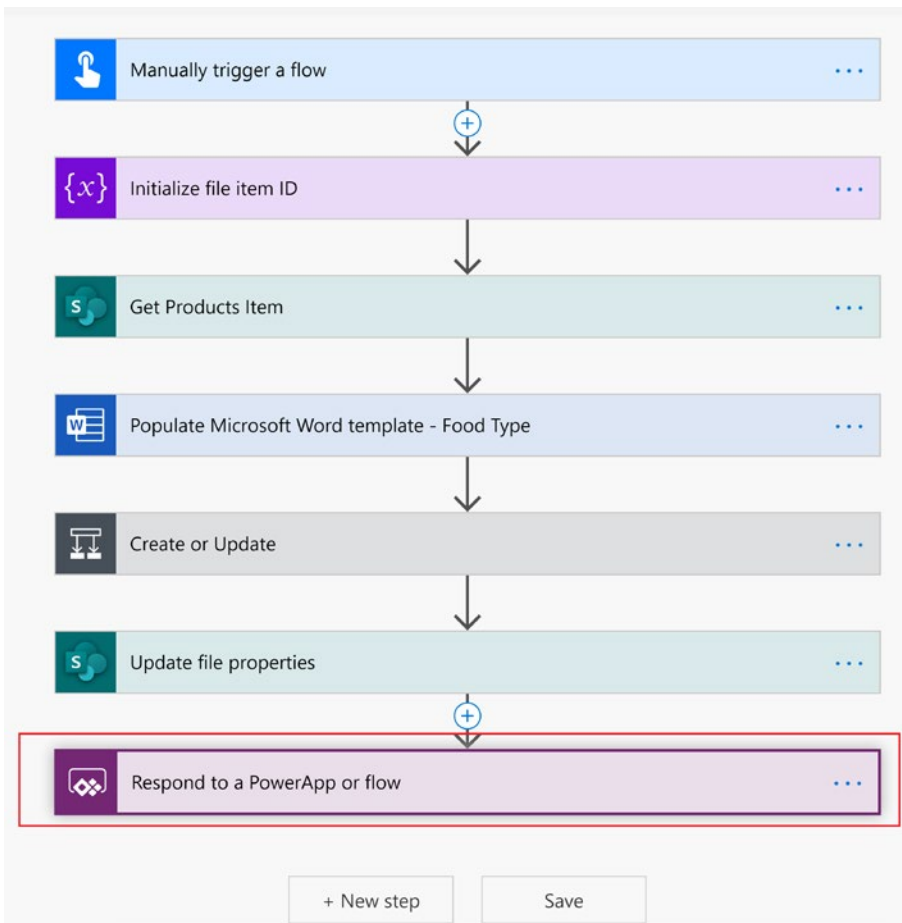 Manually trigger a flow
{x} Initialize file item ID
S Get Products Item
W Populate Microsoft Word template - Food Type
Create or Update
S Update file properties
Respond to a PowerApp or flow
+ New step Save